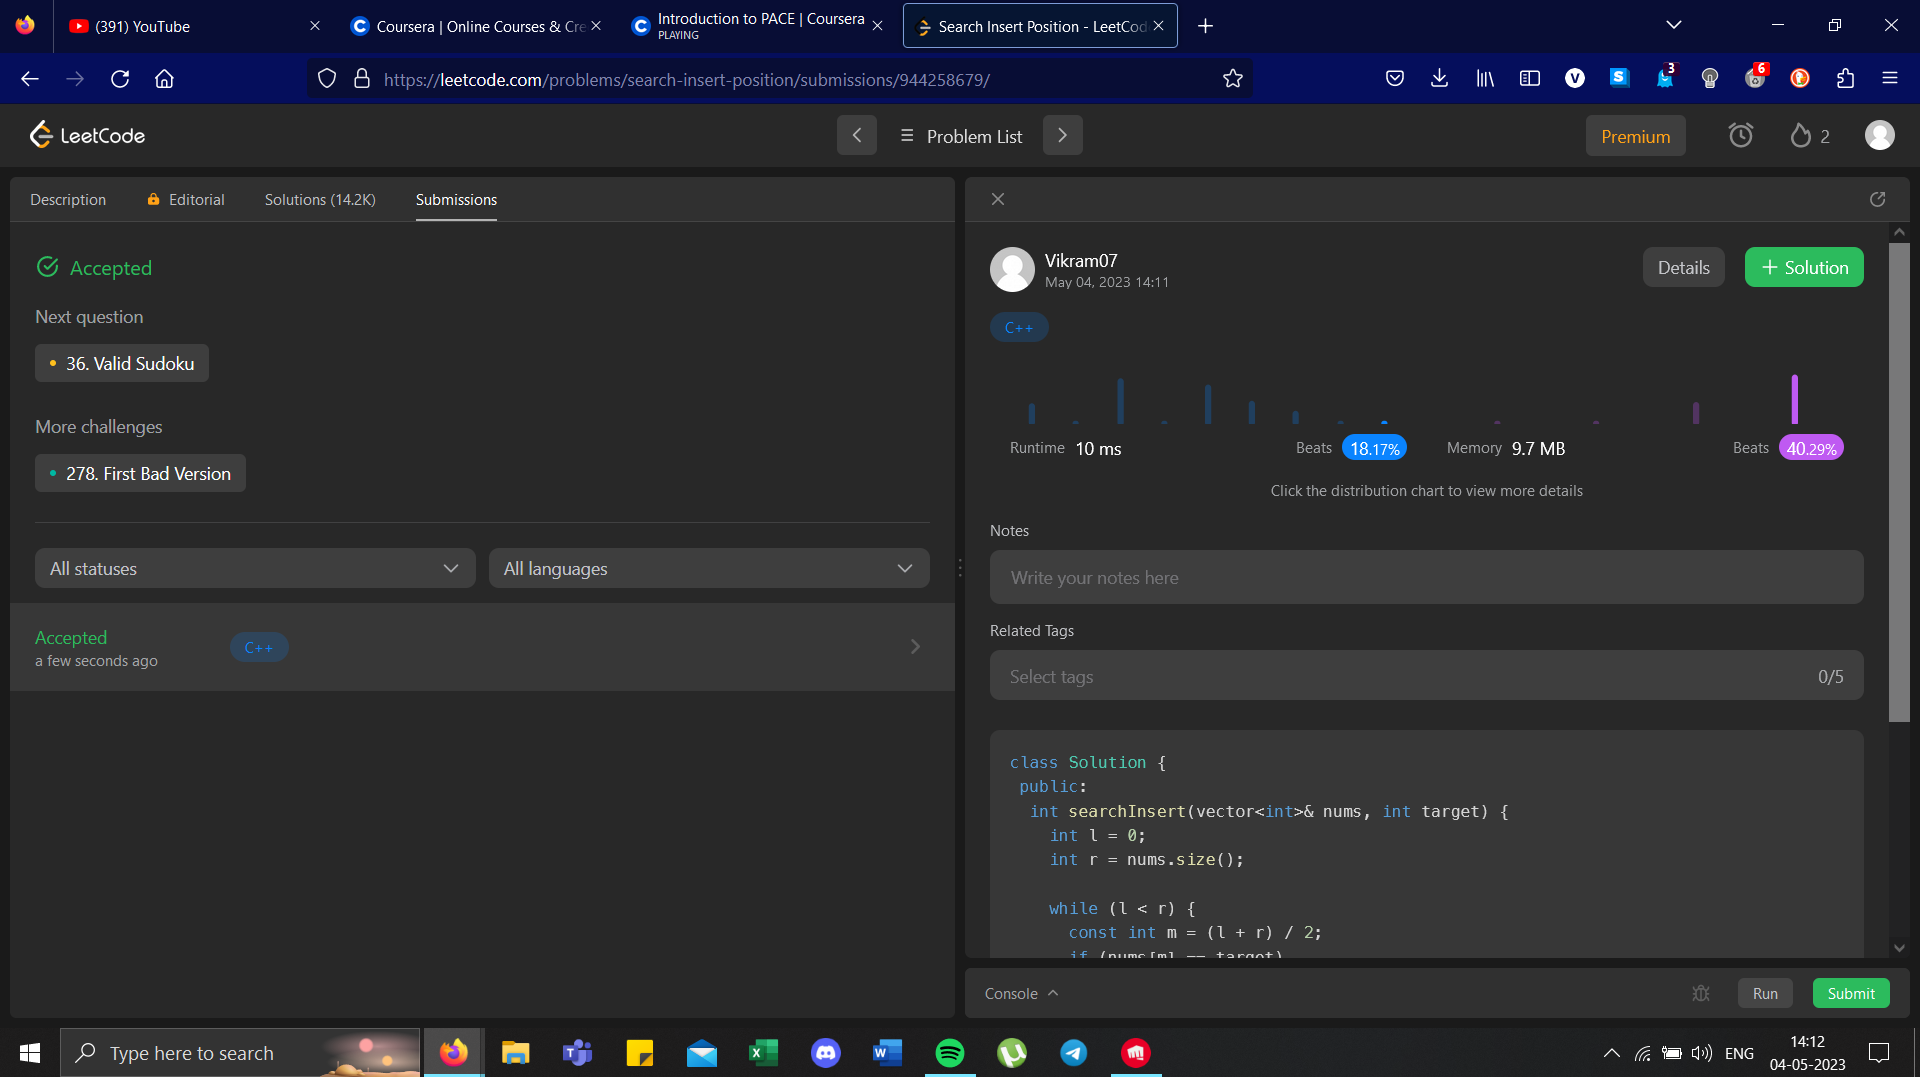 (391) YouTube
Coursera | Online Courses & Cre
Introduction to PACE | Coursera
PLAYING
Search Insert Position - LeetCod
https://leetcode.com/problems/search-insert-position/submissions/944258679/
V
S
3
6
LeetCode
Problem List
Premium
2
Description
Editorial
Solutions (14.2K)
Submissions
Accepted
Next question
36. Valid Sudoku
More challenges
278. First Bad Version
All statuses
All languages
Accepted
a few seconds ago
C++
Vikram07
May 04, 2023 14:11
Details
+ Solution
C++
Runtime 10 ms
Beats 18.17%
Memory 9.7 MB
Beats 40.29%
Click the distribution chart to view more details
Notes
Write your notes here
Related Tags
Select tags
0/5
class Solution {
public:
int searchInsert(vector<int>& nums, int target) {
int l = 0;
int r = nums.size();
while (l < r) {
const int m = (l + r) / 2;
if (nums[m] == target)
Console
Run
Submit
Type here to search
ENG
14:12
04-05-2023